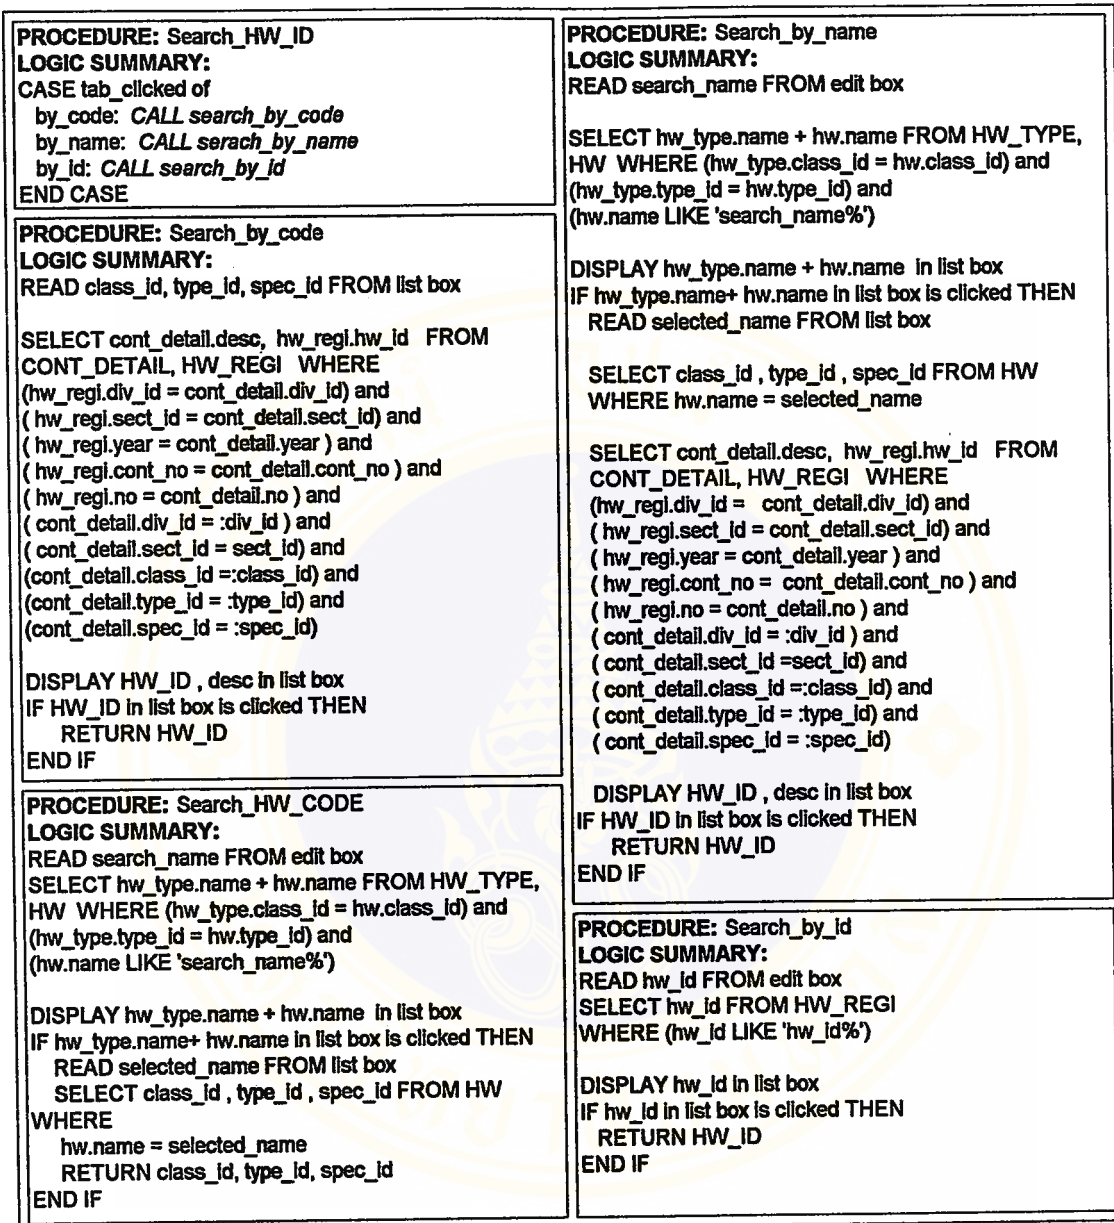 PROCEDURE: Search_HW_ID
LOGIC SUMMARY:
CASE tab_clicked of
by_code: CALL search_by_code
by_name: CALL serach_by_name
by_id: CALL search_by_id
END CASE
PROCEDURE: Search_by_code
LOGIC SUMMARY:
READ class_id, type_id, spec_id FROM list box
SELECT cont_detail.desc, hw_regi.hw_id FROM
CONT_DETAIL, HW_REGI WHERE
(hw_regi.div_id = cont_detail.div_id) and
( hw_regi.sect_id = cont_detail.sect_id) and
( hw_regi.year = cont_detail.year ) and
( hw_regi.cont_no = cont_detail.cont_no ) and
( hw_regi.no = cont_detail.no ) and
( cont_detail.div_id = :div_id ) and
( cont_detail.sect_id = sect_id) and
(cont_detail.class_id =:class_id) and
(cont_detail.type_id = :type_id) and
(cont_detail.spec_id = :spec_id)
DISPLAY HW_ID , desc in list box
IF HW_ID in list box is clicked THEN
RETURN HW_ID
END IF
PROCEDURE: Search_HW_CODE
LOGIC SUMMARY:
READ search_name FROM edit box
SELECT hw_type.name + hw.name FROM HW_TYPE,
HW WHERE (hw_type.class_id = hw.class_id) and
(hw_type.type_id = hw.type_id) and
(hw.name LIKE 'search_name%')
DISPLAY hw_type.name + hw.name in list box
IF hw_type.name+ hw.name in list box is clicked THEN
READ selected_name FROM list box
SELECT class_id , type_id , spec_id FROM HW
WHERE
hw.name = selected_name
RETURN class_id, type_id, spec_id
END IF
PROCEDURE: Search_by_name
LOGIC SUMMARY:
READ search_name FROM edit box
SELECT hw_type.name + hw.name FROM HW_TYPE,
HW WHERE (hw_type.class_id = hw.class_id) and
(hw_type.type_id = hw.type_id) and
(hw.name LIKE 'search_name%')
DISPLAY hw_type.name + hw.name in list box
IF hw_type.name+ hw.name in list box is clicked THEN
READ selected_name FROM list box
SELECT class_id , type_id , spec_id FROM HW
WHERE hw.name = selected_name
SELECT cont_detail.desc, hw_regi.hw_id FROM
CONT_DETAIL, HW_REGI WHERE
(hw_regi.div_id = cont_detail.div_id) and
( hw_regi.sect_id = cont_detail.sect_id) and
( hw_regi.year = cont_detail.year ) and
( hw_regi.cont_no = cont_detail.cont_no ) and
( hw_regi.no = cont_detail.no ) and
( cont_detail.div_id = :div_id ) and
( cont_detail.sect_id =sect_id) and
( cont_detail.class_id =:class_id) and
( cont_detail.type_id = :type_id) and
( cont_detail.spec_id = :spec_id)
DISPLAY HW_ID , desc in list box
IF HW_ID in list box is clicked THEN
RETURN HW_ID
END IF
PROCEDURE: Search_by_id
LOGIC SUMMARY:
READ hw_id FROM edit box
SELECT hw_id FROM HW_REGI
WHERE (hw_id LIKE 'hw_id%')
DISPLAY hw_id in list box
IF hw_id in list box is clicked THEN
RETURN HW_ID
END IF